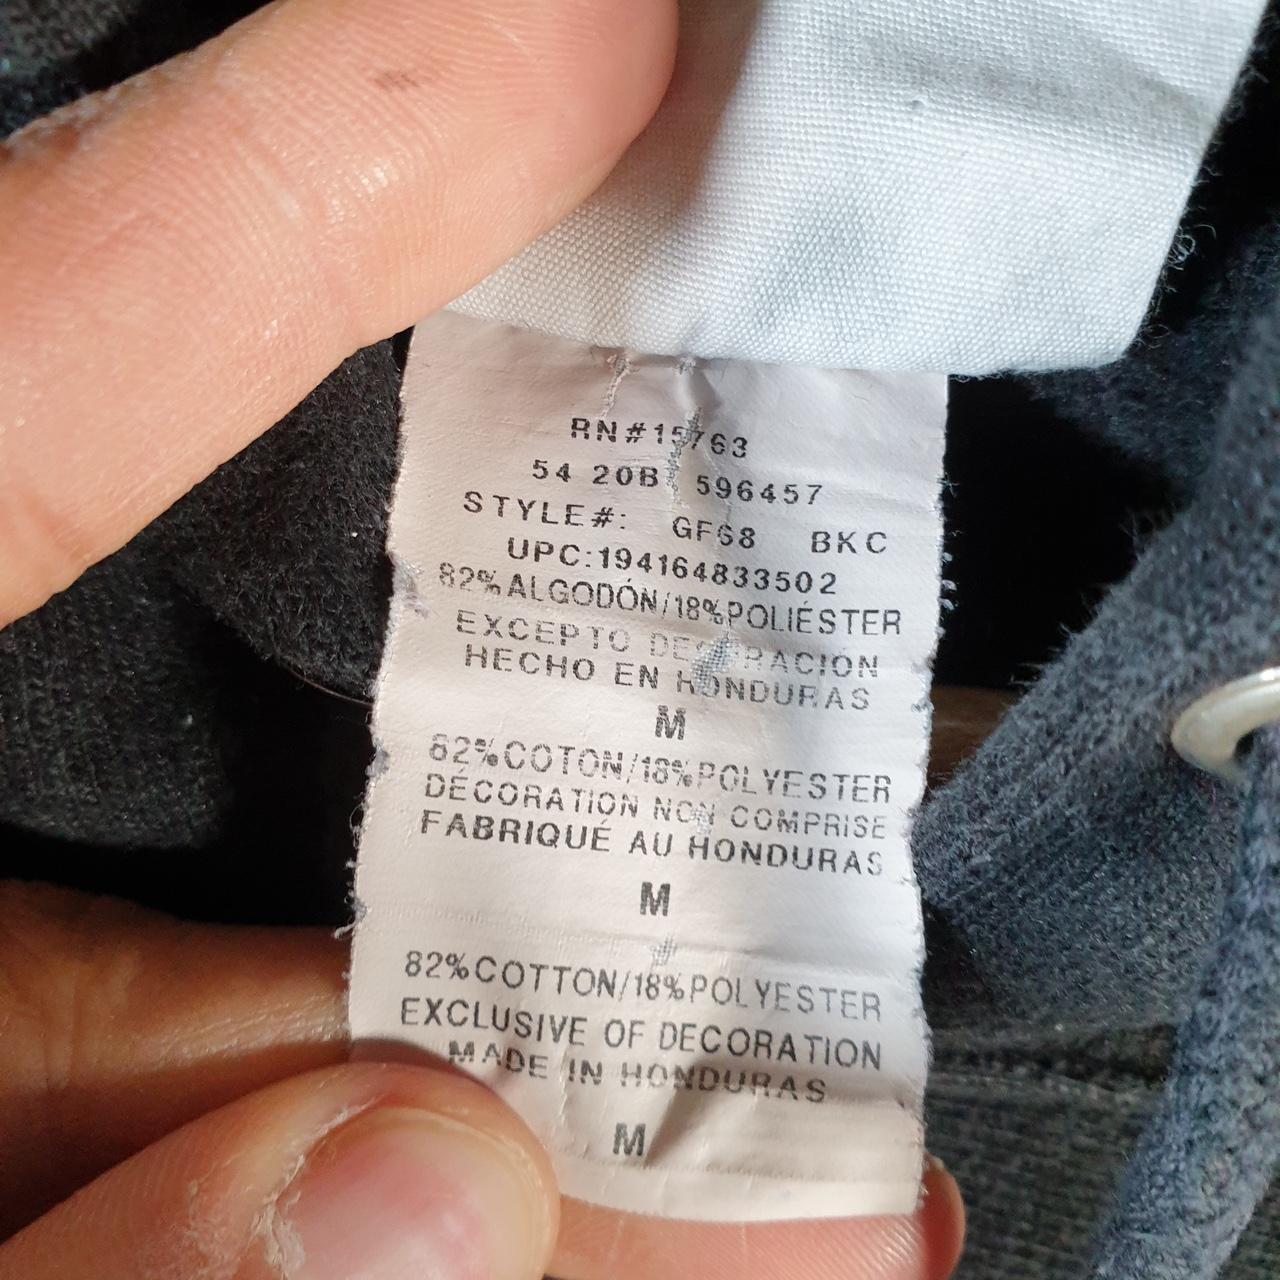 RN#15763
54 20B 596457
STYLE#: GF68 BKC
UPC:194164833502
82%ALGODÓN/18%POLIÉSTER
EXCEPTO DECORACIÓN
HECHO EN HONDURAS
M
82%COTON/18%POLYESTER
DÉCORATION NON COMPRISE
FABRIQUÉ AU HONDURAS
M
82%COTTON/18%POLYESTER
EXCLUSIVE OF DECORATION
MADE IN HONDURAS
M